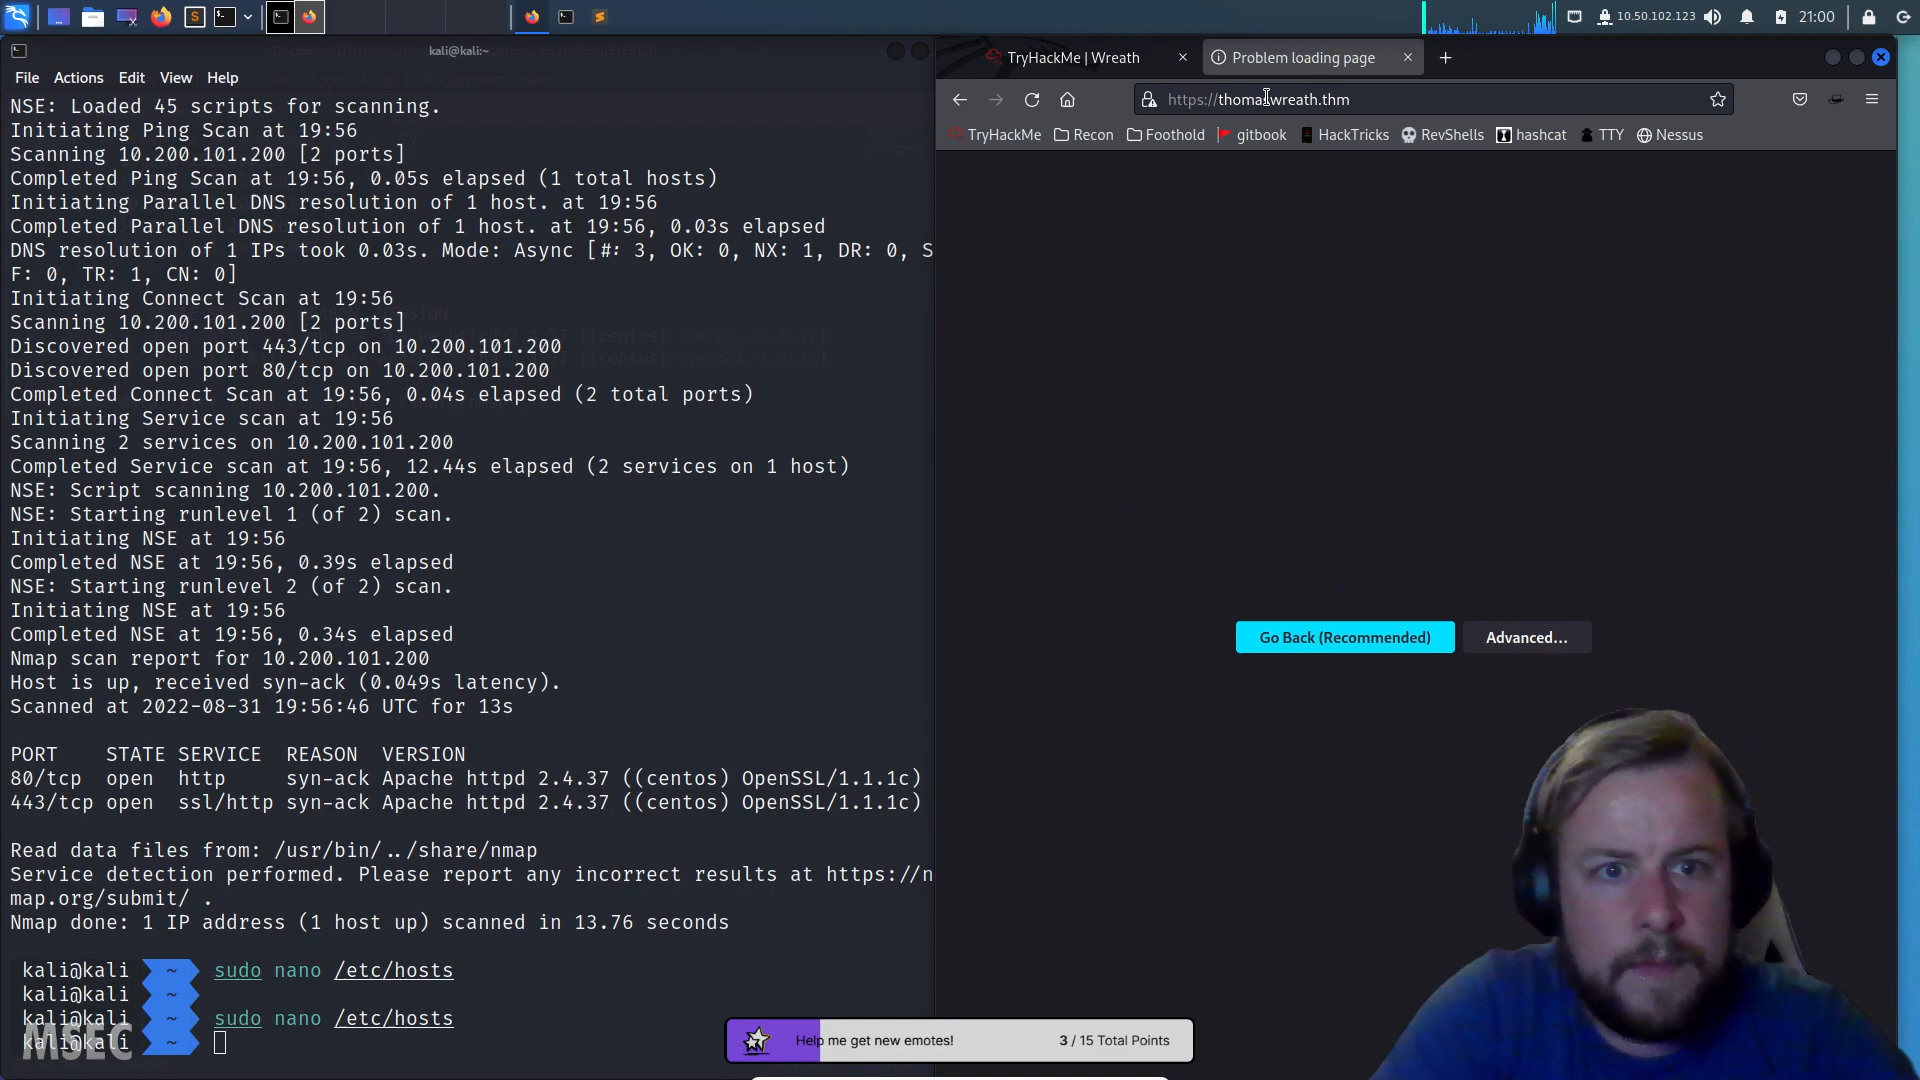 10.50.102.123
21:00
kali@kali:~
File Actions Edit View Help
NSE: Loaded 45 scripts for scanning.
Initiating Ping Scan at 19:56
Scanning 10.200.101.200 [2 ports]
Completed Ping Scan at 19:56, 0.05s elapsed (1 total hosts)
Initiating Parallel DNS resolution of 1 host. at 19:56
Completed Parallel DNS resolution of 1 host. at 19:56, 0.03s elapsed
DNS resolution of 1 IPs took 0.03s. Mode: Async [#: 3, OK: 0, NX: 1, DR: 0, S
F: 0, TR: 1, CN: 0]
Initiating Connect Scan at 19:56
Scanning 10.200.101.200 [2 ports]
Discovered open port 443/tcp on 10.200.101.200
Discovered open port 80/tcp on 10.200.101.200
Completed Connect Scan at 19:56, 0.04s elapsed (2 total ports)
Initiating Service scan at 19:56
Scanning 2 services on 10.200.101.200
Completed Service scan at 19:56, 12.44s elapsed (2 services on 1 host)
NSE: Script scanning 10.200.101.200.
NSE: Starting runlevel 1 (of 2) scan.
Initiating NSE at 19:56
Completed NSE at 19:56, 0.39s elapsed
NSE: Starting runlevel 2 (of 2) scan.
Initiating NSE at 19:56
Completed NSE at 19:56, 0.34s elapsed
Nmap scan report for 10.200.101.200
Host is up, received syn-ack (0.049s latency).
Scanned at 2022-08-31 19:56:46 UTC for 13s
PORT STATE SERVICE REASON VERSION
80/tcp open http syn-ack Apache httpd 2.4.37 ((centos) OpenSSL/1.1.1c)
443/tcp open ssl/http syn-ack Apache httpd 2.4.37 ((centos) OpenSSL/1.1.1c)
Read data files from: /usr/bin/../share/nmap
Service detection performed. Please report any incorrect results at https://n
map.org/submit/ .
Nmap done: 1 IP address (1 host up) scanned in 13.76 seconds
kali@kali ~ sudo nano /etc/hosts
kali@kali ~
kali@kali ~ sudo nano /etc/hosts
kali@kali ~
MSEC
TryHackMe | Wreath
Problem loading page
https://thomaswreath.thm
TryHackMe Recon Foothold gitbook HackTricks RevShells hashcat TTY Nessus
Go Back (Recommended)
Advanced...
Help me get new emotes!
3 / 15 Total Points